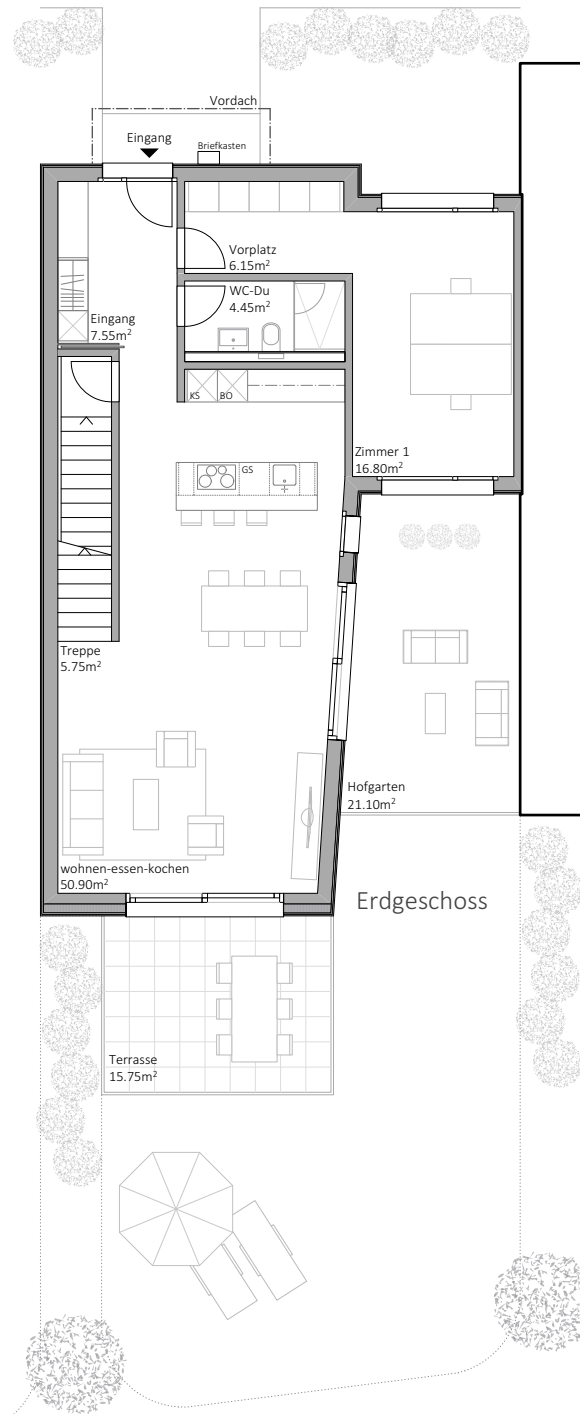 Vordach
Eingang
Briefkasten
Vorplatz
6.15m²
WC-Du
4.45m²
Eingang
7.55m²
KS
BO
Zimmer 1
16.80m²
GS
Treppe
5.75m²
Hofgarten
21.10m²
wohnen-essen-kochen
50.90m²
Erdgeschoss
Terrasse
15.75m²